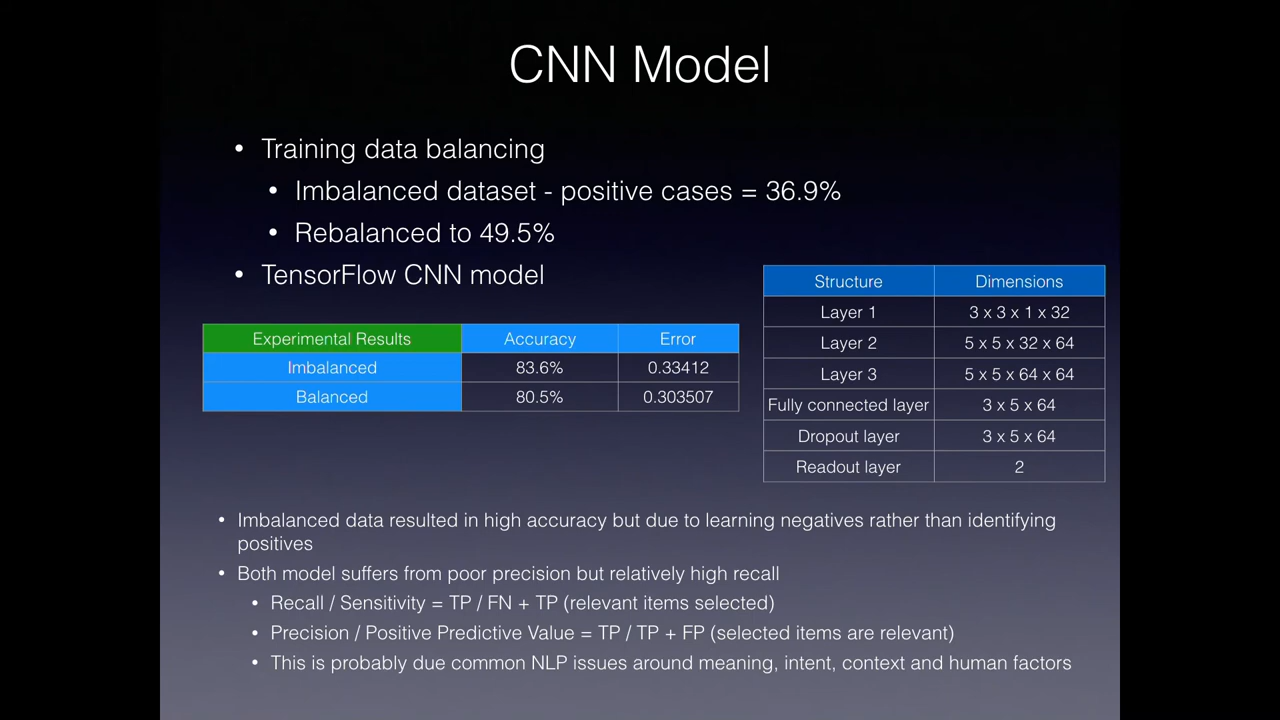 CNN Model
• Training data balancing
• Imbalanced dataset - positive cases = 36.9%
• Rebalanced to 49.5%
• TensorFlow CNN model
Experimental Results Accuracy Error
Imbalanced 83.6% 0.33412
Balanced 80.5% 0.303507
Structure Dimensions
Layer 1 3 x 3 x 1 x 32
Layer 2 5 x 5 x 32 x 64
Layer 3 5 x 5 x 64 x 64
Fully connected layer 3 x 5 x 64
Dropout layer 3 x 5 x 64
Readout layer 2
• Imbalanced data resulted in high accuracy but due to learning negatives rather than identifying
positives
• Both model suffers from poor precision but relatively high recall
• Recall / Sensitivity = TP / FN + TP (relevant items selected)
• Precision / Positive Predictive Value = TP / TP + FP (selected items are relevant)
• This is probably due common NLP issues around meaning, intent, context and human factors